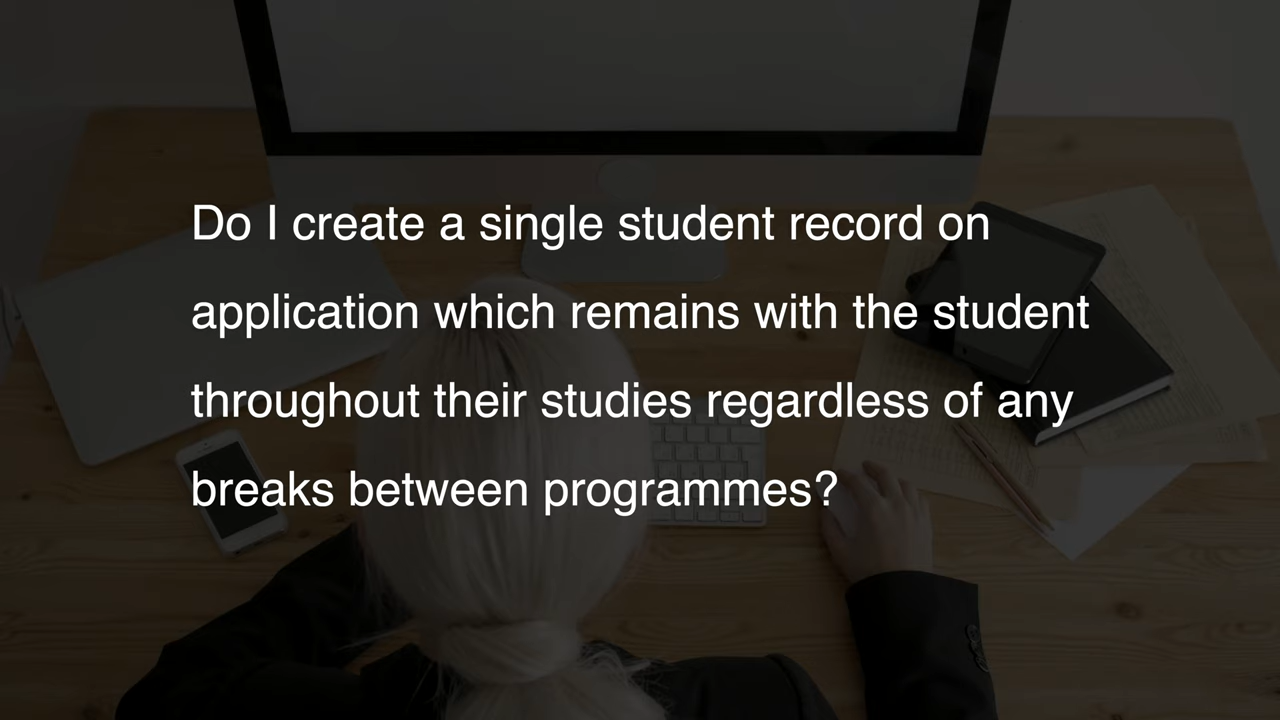 Do I create a single student record on
application which remains with the student
throughout their studies regardless of any
breaks between programmes?